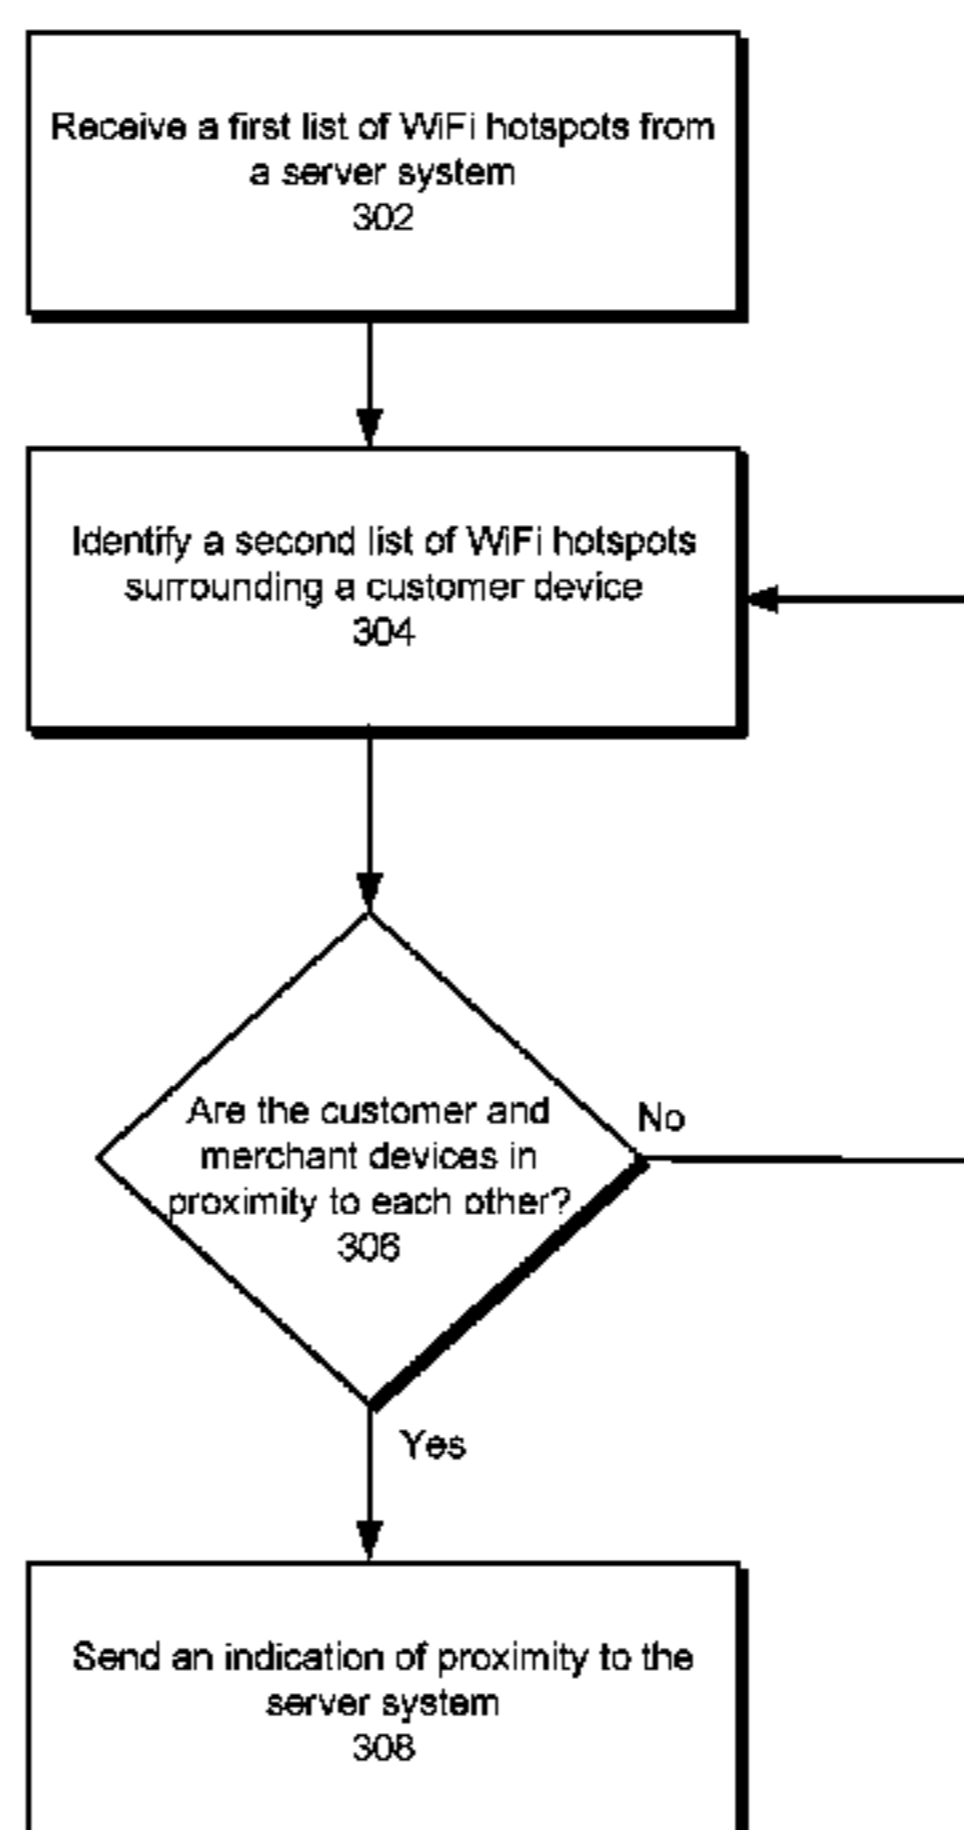 Receive a first list of WiFi hotspots from
a server system
302
Identify a second list of WiFi hotspots
surrounding a customer device
304
Are the customer and
merchant devices in
proximity to each other?
306
No
Yes
Send an indication of proximity to the
server system
308